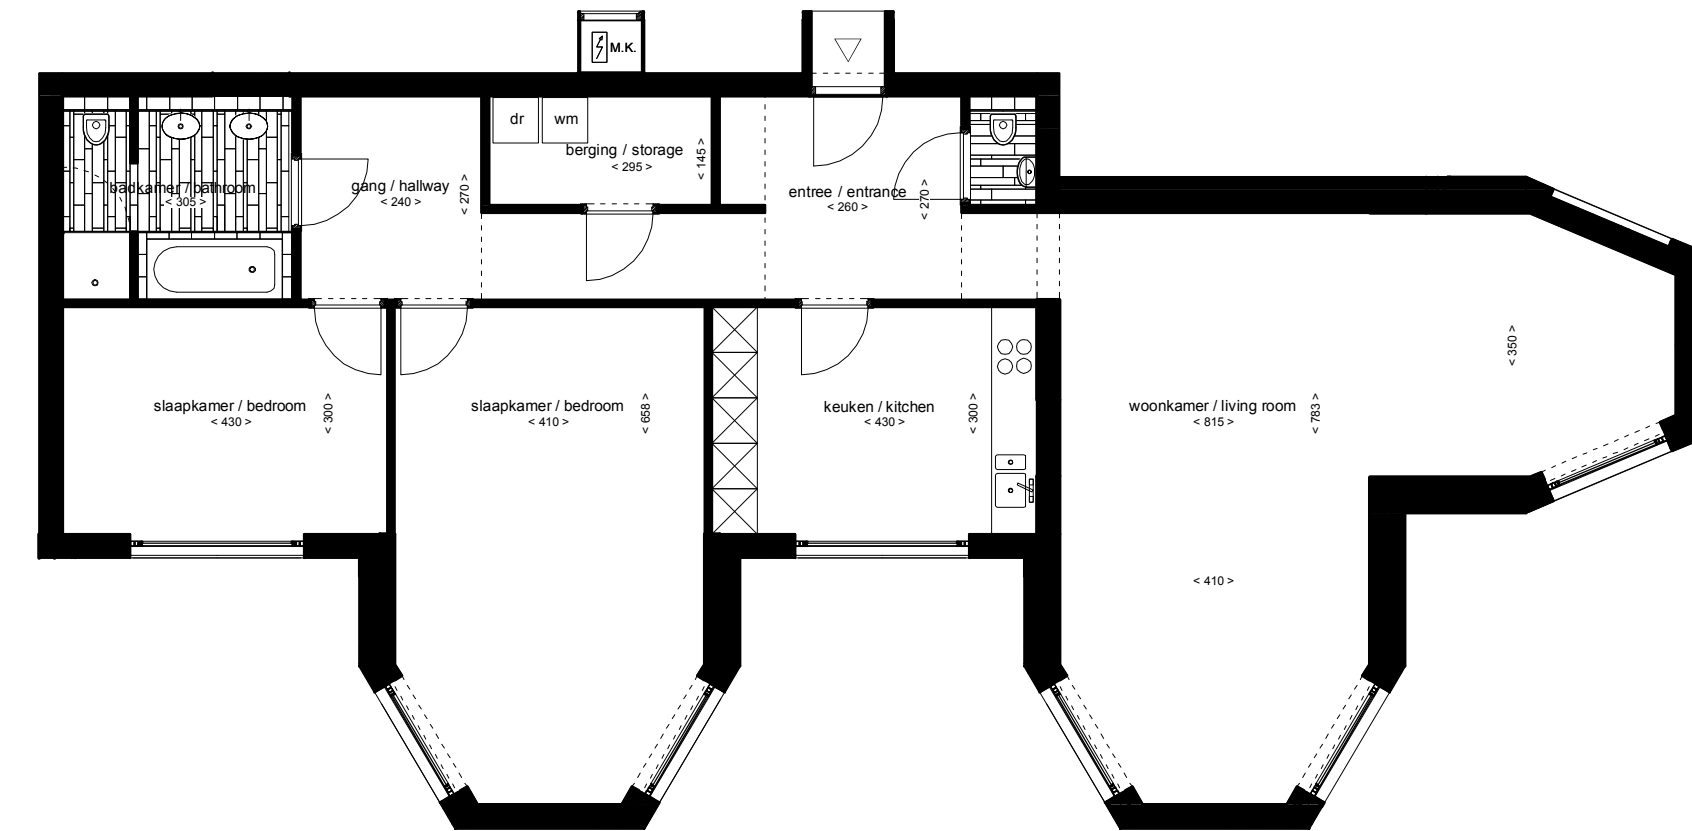 M.K.
dr
wm
berging / storage
< 295 >
< 145 >
badkamer / bathroom
< 305 >
gang / hallway
< 240 >
< 270 >
entree / entrance
< 260 >
< 270 >
< 350 >
slaapkamer / bedroom
< 430 >
< 300 >
slaapkamer / bedroom
< 410 >
< 658 >
keuken / kitchen
< 430 >
< 300 >
woonkamer / living room
< 815 >
< 783 >
< 410 >